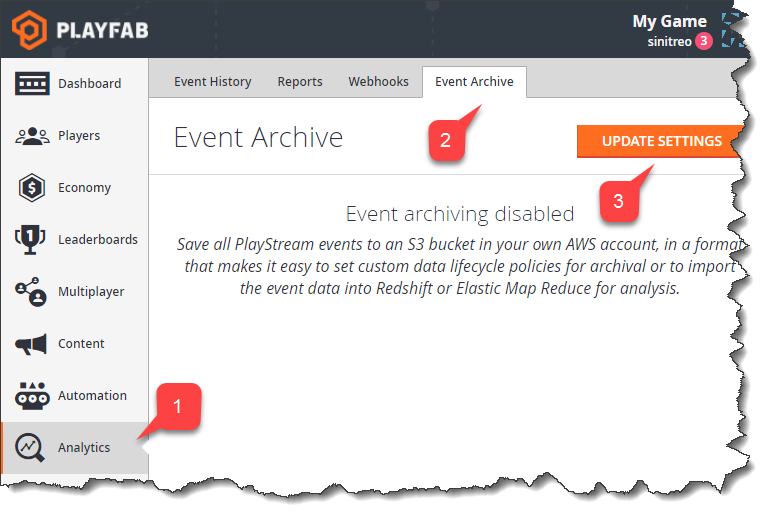 PLAYFAB
My Game
sinitreo 3
Dashboard
Players
Economy
Leaderboards
Multiplayer
Content
Automation
Analytics
Event History Reports Webhooks Event Archive
Event Archive
UPDATE SETTINGS
Event archiving disabled
Save all PlayStream events to an S3 bucket in your own AWS account, in a format
that makes it easy to set custom data lifecycle policies for archival or to import
the event data into Redshift or Elastic Map Reduce for analysis.
1
2
3
$
1